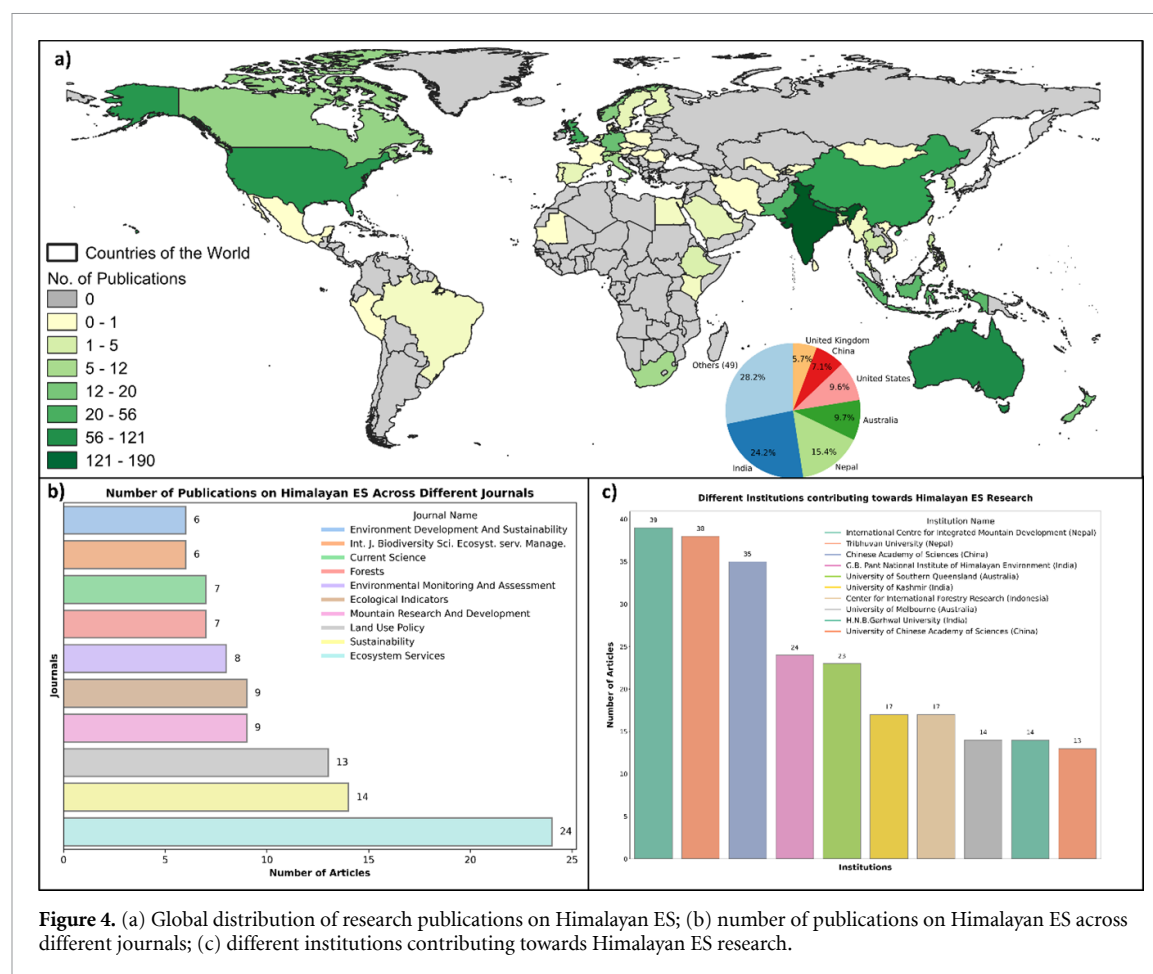 a)
Countries of the World
No. of Publications
0
0 - 1
1 - 5
5 - 12
12 - 20
20 - 56
56 - 121
121 - 190
United Kingdom
China
United States
Australia
Nepal
India
Others (49)
5.7%
7.1%
9.6%
9.7%
15.4%
24.2%
28.2%
b)
Number of Publications on Himalayan ES Across Different Journals
Journal Name
Environment Development And Sustainability
Int. J. Biodiversity Sci. Ecosyst. serv. Manage.
Current Science
Forests
Environmental Monitoring And Assessment
Ecological Indicators
Mountain Research And Development
Land Use Policy
Sustainability
Ecosystem Services
6
6
7
7
8
9
9
13
14
24
Journals
0 5 10 15 20 25
Number of Articles
c)
Different Institutions contributing towards Himalayan ES Research
Institution Name
International Centre for Integrated Mountain Development (Nepal)
Tribhuvan University (Nepal)
Chinese Academy of Sciences (China)
G.B. Pant National Institute of Himalayan Environment (India)
University of Southern Queensland (Australia)
University of Kashmir (India)
Center for International Forestry Research (Indonesia)
University of Melbourne (Australia)
H.N.B.Garhwal University (India)
University of Chinese Academy of Sciences (China)
39 38 35 24 23 17 17 14 14 13
40
35
30
25
20
15
10
5
0
Number of Articles
Institutions
Figure 4. (a) Global distribution of research publications on Himalayan ES; (b) number of publications on Himalayan ES across
different journals; (c) different institutions contributing towards Himalayan ES research.